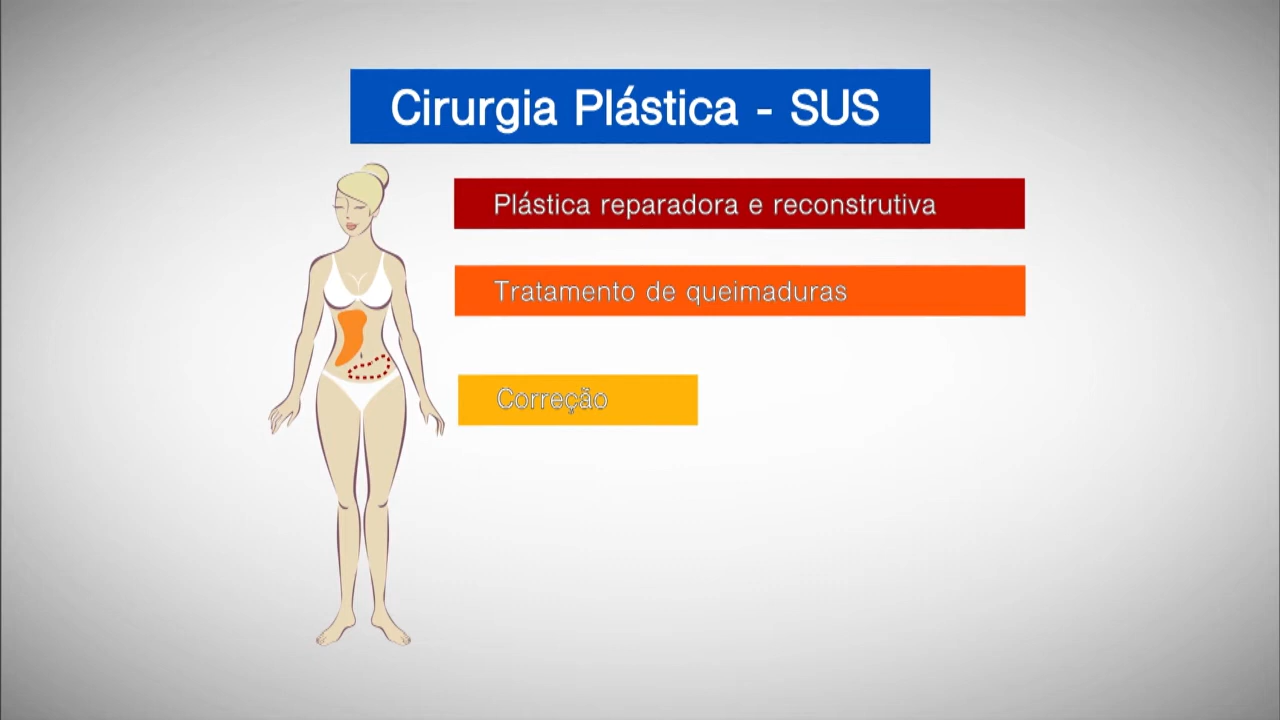 Cirurgia Plástica - SUS
Plástica reparadora e reconstrutiva
Tratamento de queimaduras
Correção